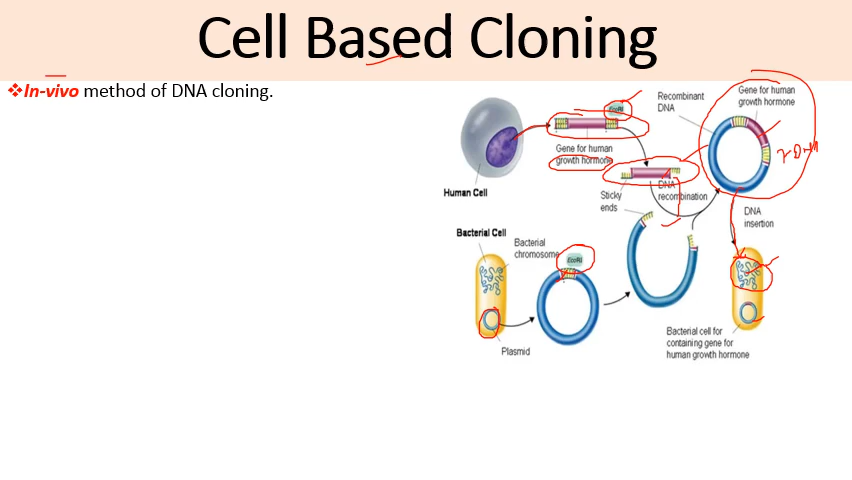 Cell Based Cloning
❖In-vivo method of DNA cloning.
EcoRI
Recombinant
DNA
Gene for human
growth hormone
Gene for human
growth hormone
Human Cell
Sticky
ends
DNA
recombination
DNA
insertion
Bacterial Cell
Bacterial
chromosome
EcoRI
Plasmid
Bacterial cell for
containing gene for
human growth hormone